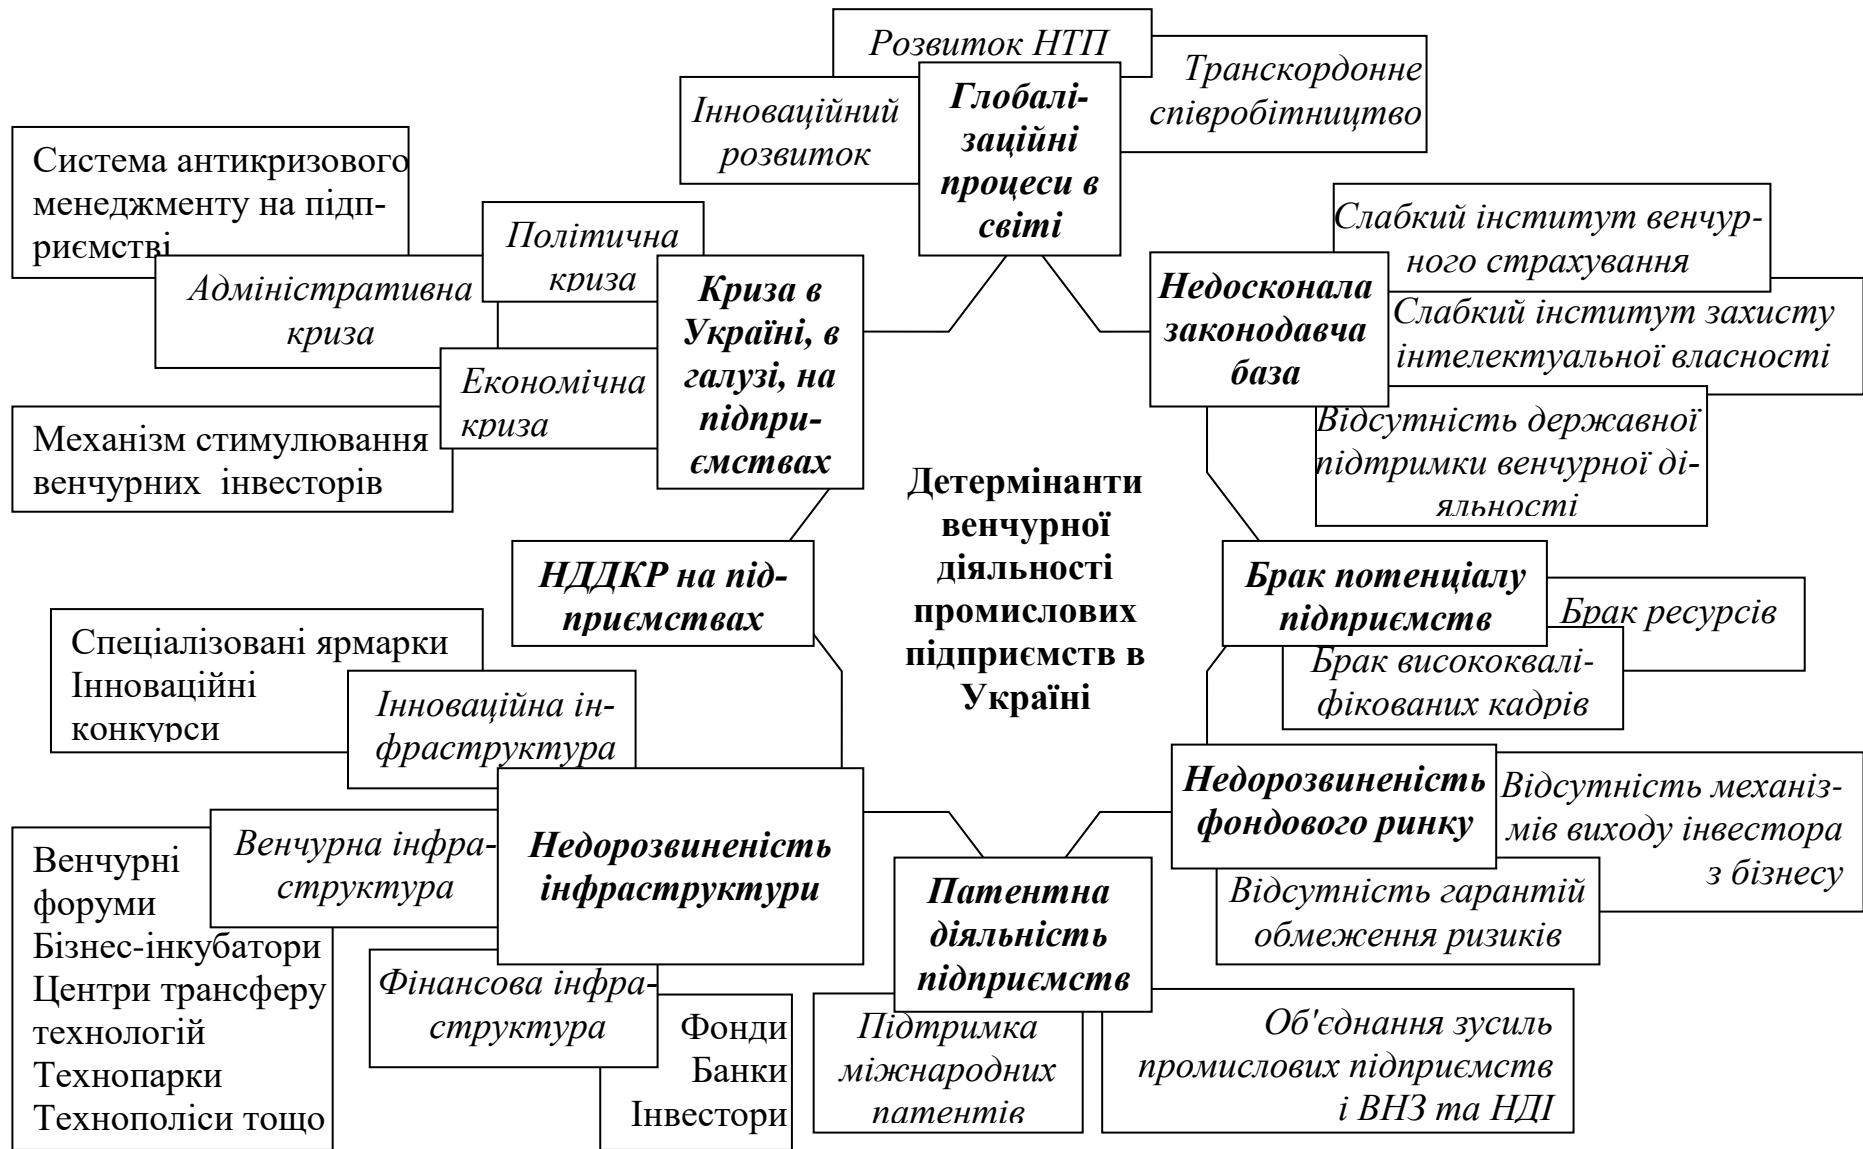 Розвиток НТП
Транскордонне
співробітництво
Інноваційний
розвиток
Глобалі-
заційні
процеси в
світі
Система антикризового
менеджменту на підп-
риємстві
Політична
криза
Адміністративна
криза
Економічна
криза
Криза в
Україні, в
галузі, на
підпри-
ємствах
Механізм стимулювання
венчурних інвесторів
Недосконала
законодавча
база
Слабкий інститут венчур-
ного страхування
Слабкий інститут захисту
інтелектуальної власності
Відсутність державної
підтримки венчурної ді-
яльності
Детермінанти
венчурної
діяльності
промислових
підприємств в
Україні
НДДКР на під-
приємствах
Брак потенціалу
підприємств
Брак ресурсів
Брак висококвалі-
фікованих кадрів
Спеціалізовані ярмарки
Інноваційні
конкурси
Інноваційна ін-
фраструктура
Недорозвиненість
інфраструктури
Венчурна інфра-
структура
Венчурні
форуми
Бізнес-інкубатори
Центри трансферу
технологій
Технопарки
Технополіси тощо
Фінансова інфра-
структура
Фонди
Банки
Інвестори
Недорозвиненість
фондового ринку
Відсутність механіз-
мів виходу інвестора
з бізнесу
Відсутність гарантій
обмеження ризиків
Патентна
діяльність
підприємств
Підтримка
міжнародних
патентів
Об'єднання зусиль
промислових підприємств
і ВНЗ та НДІ